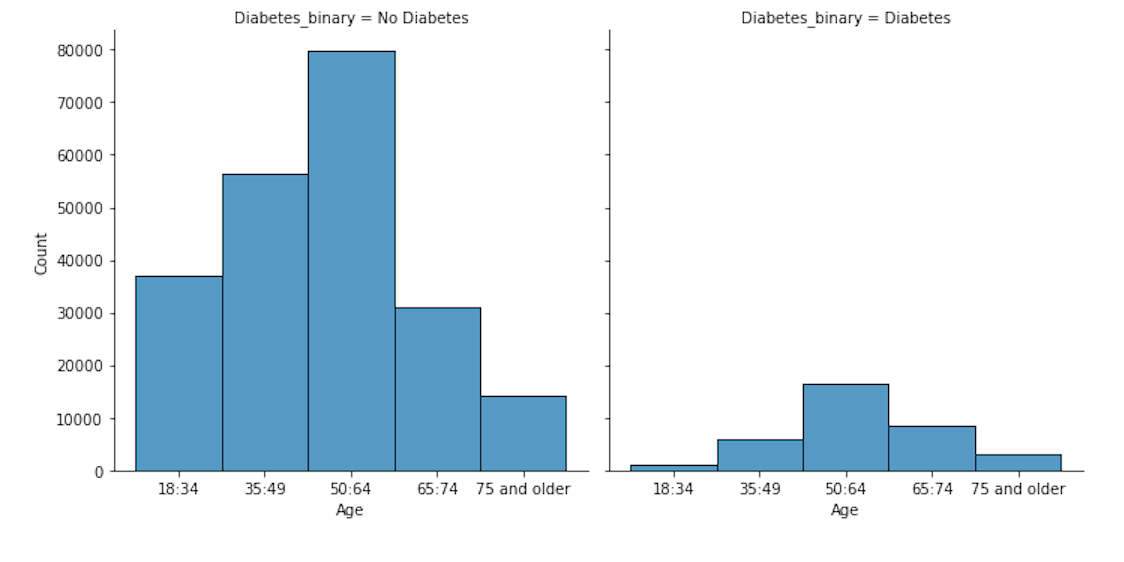 Diabetes_binary = No Diabetes
Diabetes_binary = Diabetes
80000
70000
60000
50000
40000
30000
20000
10000
0
Count
18:34 35:49 50:64 65:74 75 and older
Age
18:34 35:49 50:64 65:74 75 and older
Age